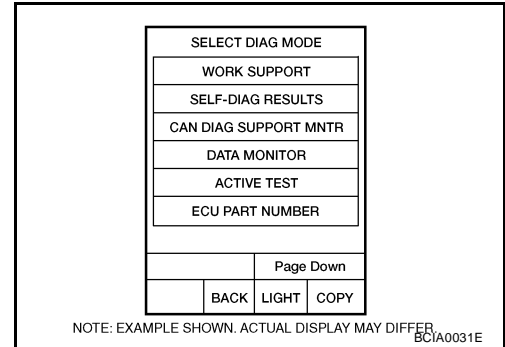 SELECT DIAG MODE
WORK SUPPORT
SELF-DIAG RESULTS
CAN DIAG SUPPORT MNTR
DATA MONITOR
ACTIVE TEST
ECU PART NUMBER
Page Down
BACK LIGHT COPY
NOTE: EXAMPLE SHOWN. ACTUAL DISPLAY MAY DIFFER.
BCIA0031E